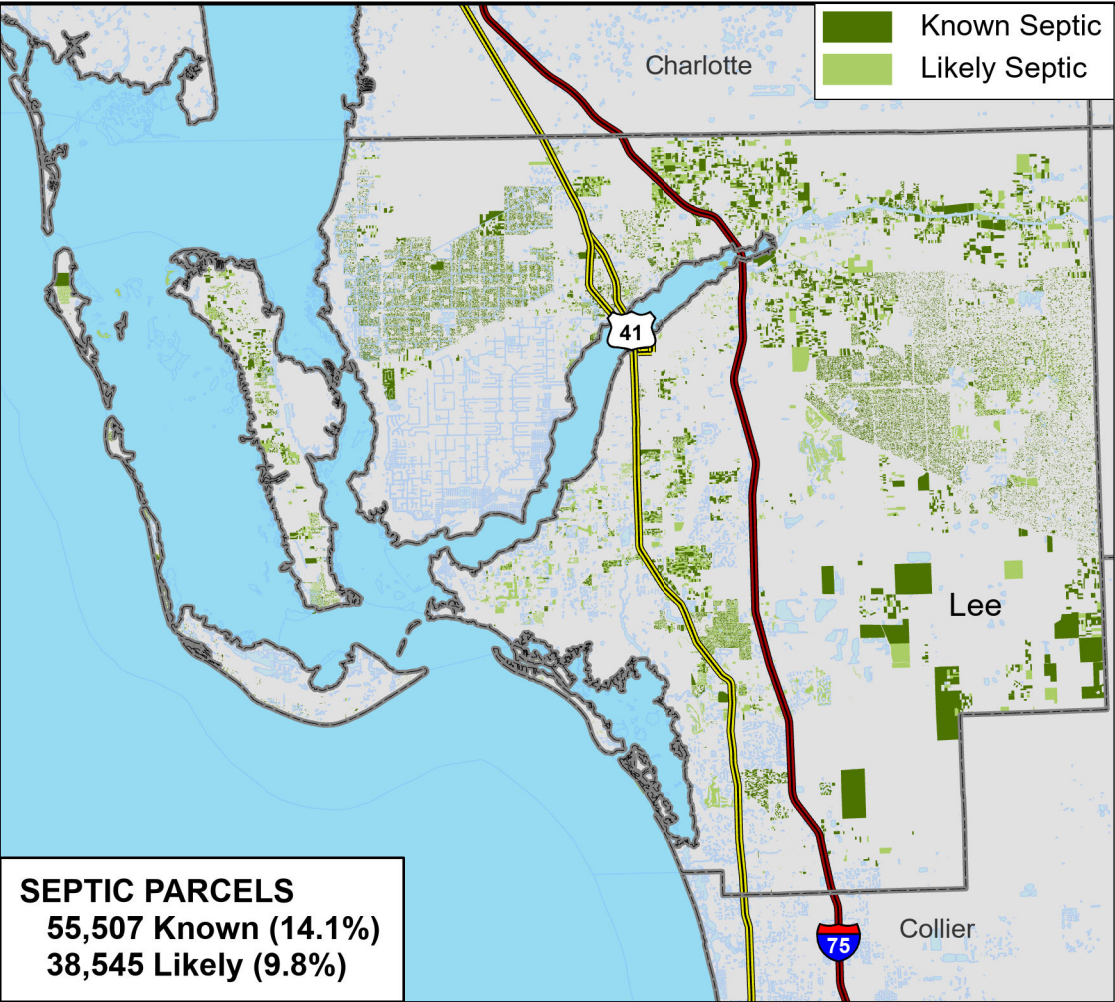 Known Septic
Likely Septic
Charlotte
41
Lee
SEPTIC PARCELS
55,507 Known (14.1%)
38,545 Likely (9.8%)
Collier
75